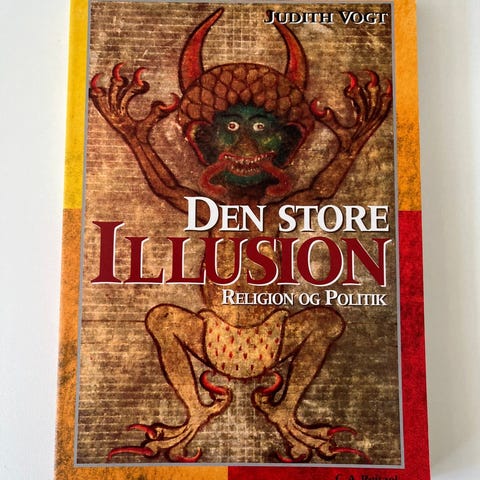 JUDITH VOGT
DEN STORE
ILLUSION
RELIGION OG POLITIK